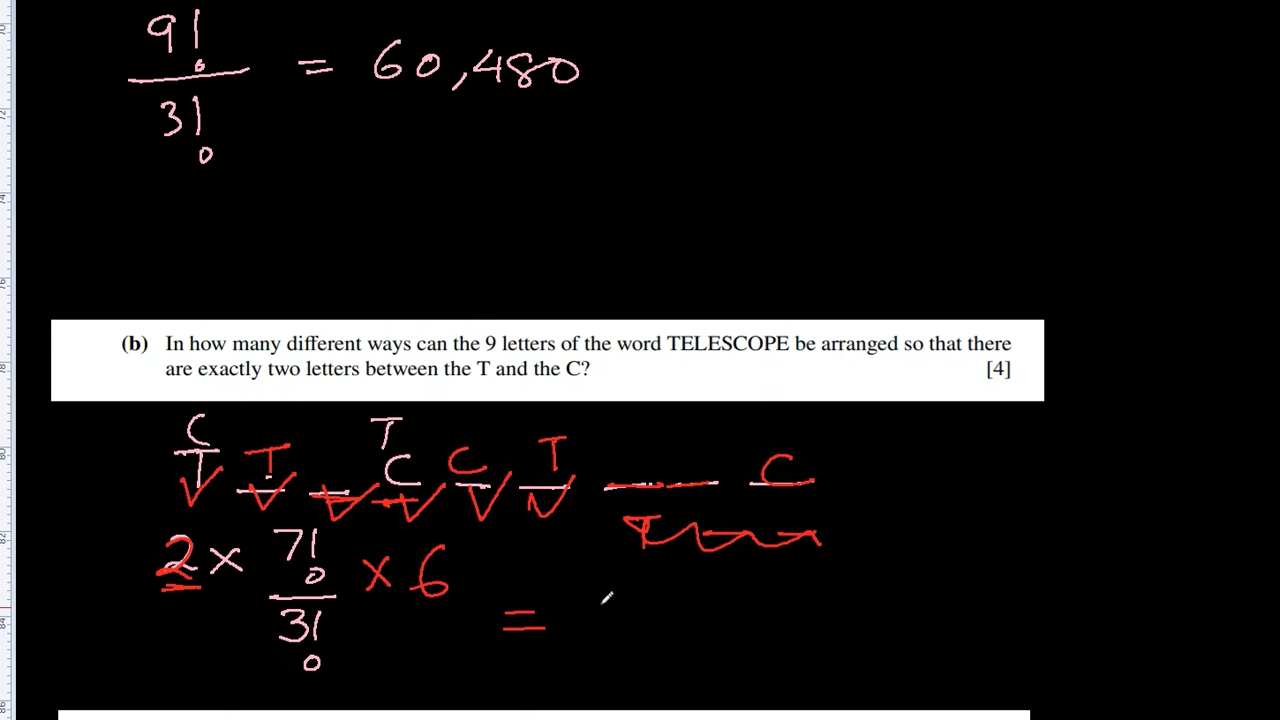 9!
3! = 60,480
(b) In how many different ways can the 9 letters of the word TELESCOPE be arranged so that there
are exactly two letters between the T and the C? [4]
C T
T T C C T C
2 × 7!
3! × 6 =